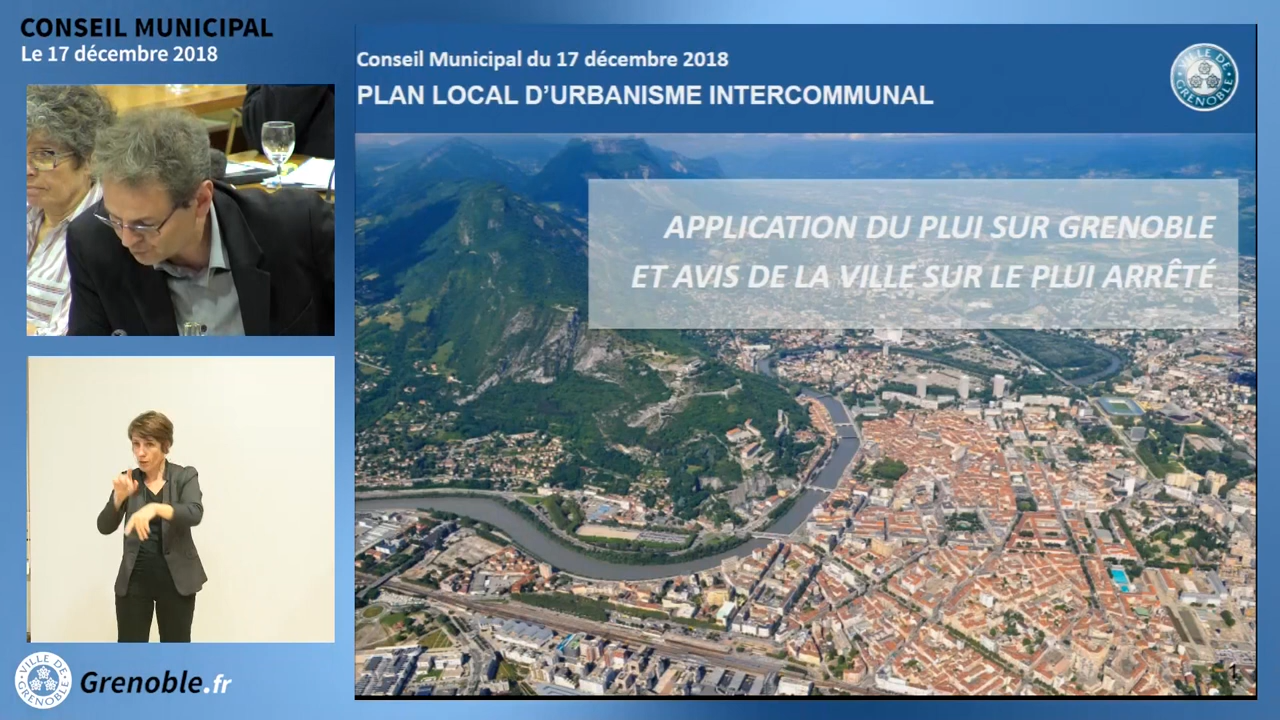 CONSEIL MUNICIPAL
Le 17 décembre 2018
Conseil Municipal du 17 décembre 2018
PLAN LOCAL D’URBANISME INTERCOMMUNAL
VILLE DE GRENOBLE
APPLICATION DU PLUI SUR GRENOBLE
ET AVIS DE LA VILLE SUR LE PLUI ARRÊTÉ
VILLE DE GRENOBLE
Grenoble.fr
1